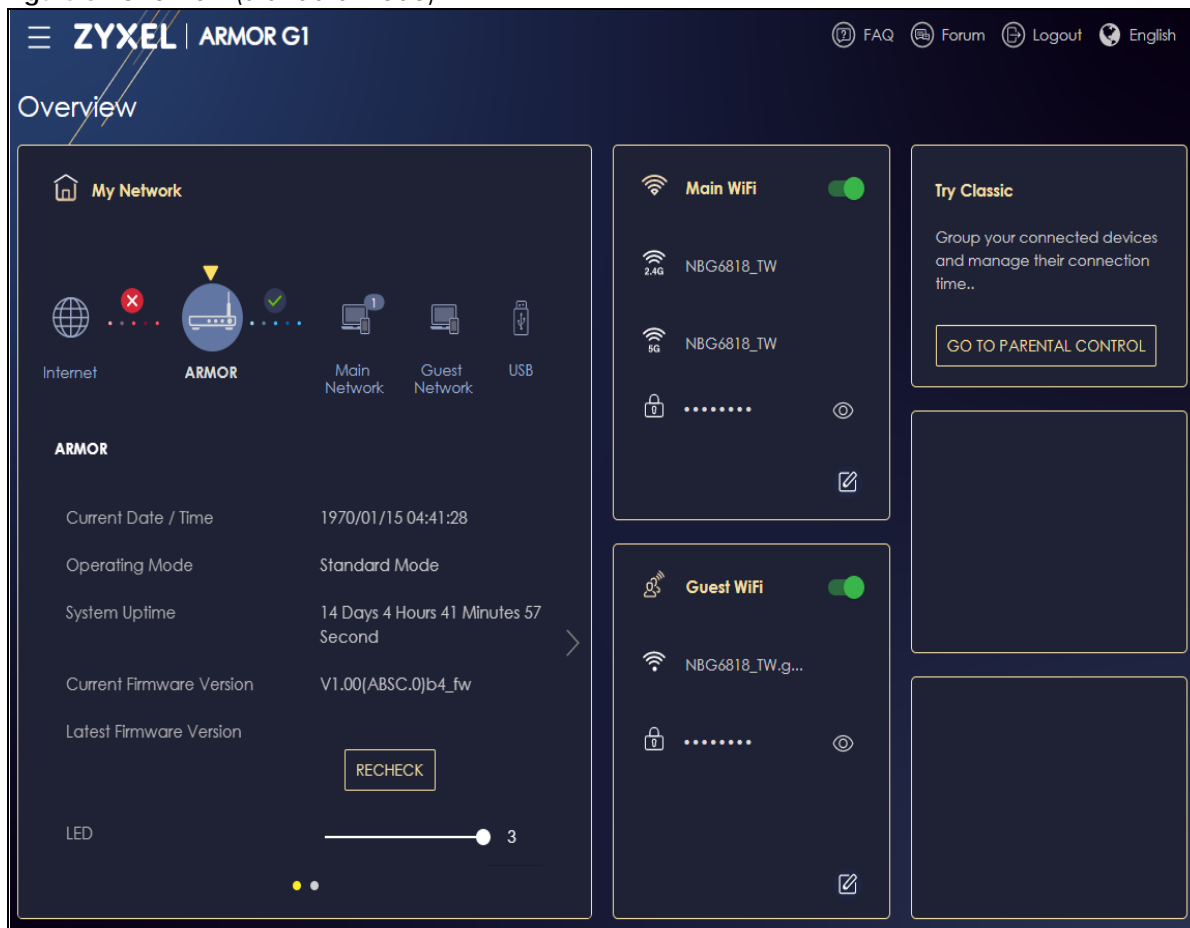 ZYXEL | ARMOR G1
FAQ
Forum
Logout
English
Overview
My Network
1
Internet
ARMOR
Main Network
Guest Network
USB
ARMOR
Current Date / Time 1970/01/15 04:41:28
Operating Mode Standard Mode
System Uptime 14 Days 4 Hours 41 Minutes 57
Second
Current Firmware Version V1.00(ABSC.0)b4_fw
Latest Firmware Version
RECHECK
LED 3
Main WiFi
2.4G NBG6818_TW
5G NBG6818_TW
••••••••
Guest WiFi
NBG6818_TW.g...
••••••••
Try Classic
Group your connected devices
and manage their connection
time..
GO TO PARENTAL CONTROL